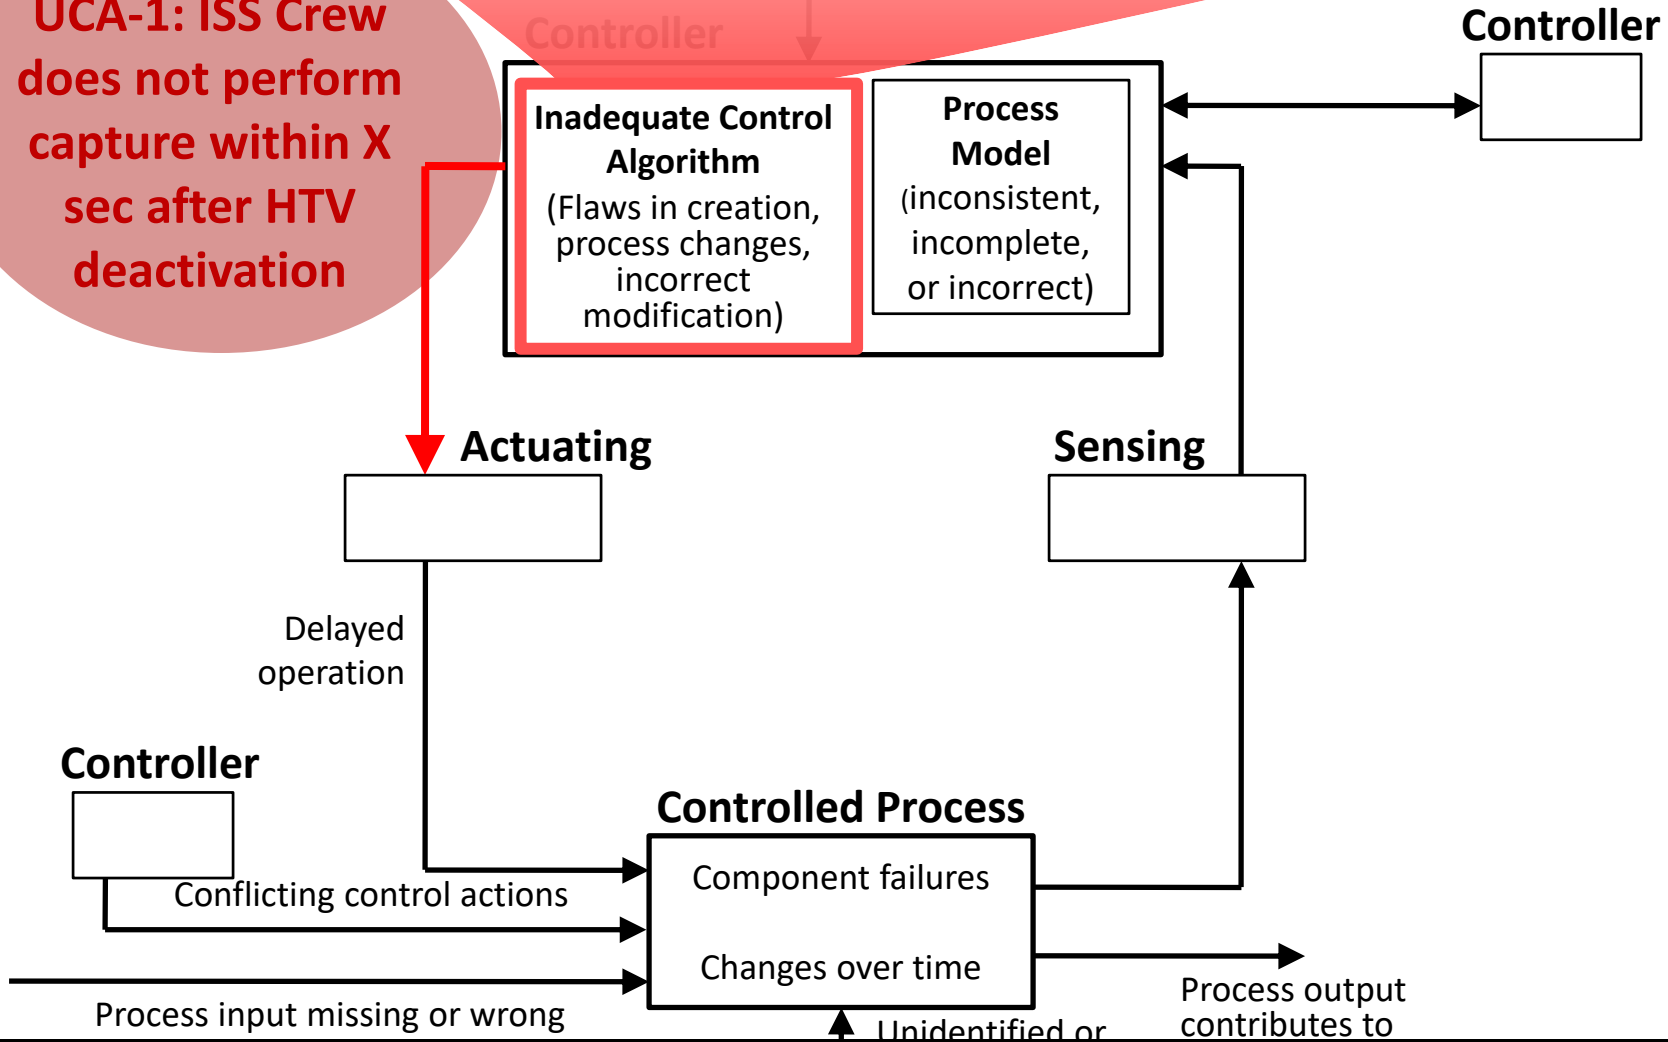 UCA-1: ISS Crew
does not perform
capture within X
sec after HTV
deactivation
Controller
Controller
Inadequate Control
Algorithm
(Flaws in creation,
process changes,
incorrect
modification)
Process
Model
(inconsistent,
incomplete,
or incorrect)
Actuating
Sensing
Delayed
operation
Controller
Conflicting control actions
Process input missing or wrong
Controlled Process
Component failures
Changes over time
Unidentified or
Process output
contributes to